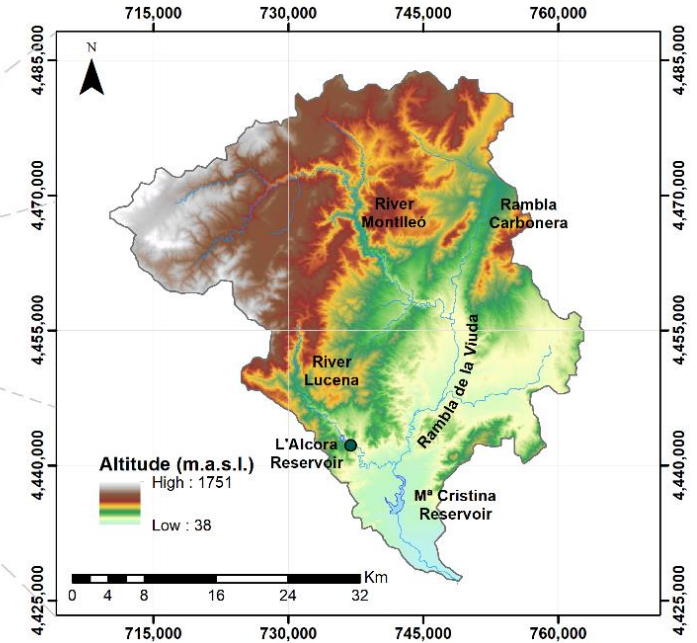 715,000 730,000 745,000 760,000
4,485,000 4,485,000
N
4,470,000 4,470,000
River
Montlleó
Rambla
Carbonera
4,455,000 4,455,000
Rambla de la Viuda
River
Lucena
L'Alcora
Reservoir
4,440,000 4,440,000
Altitude (m.a.s.l.)
High : 1751
Low : 38
Mª Cristina
Reservoir
Km
0 4 8 16 24 32
4,425,000 4,425,000
715,000 730,000 745,000 760,000